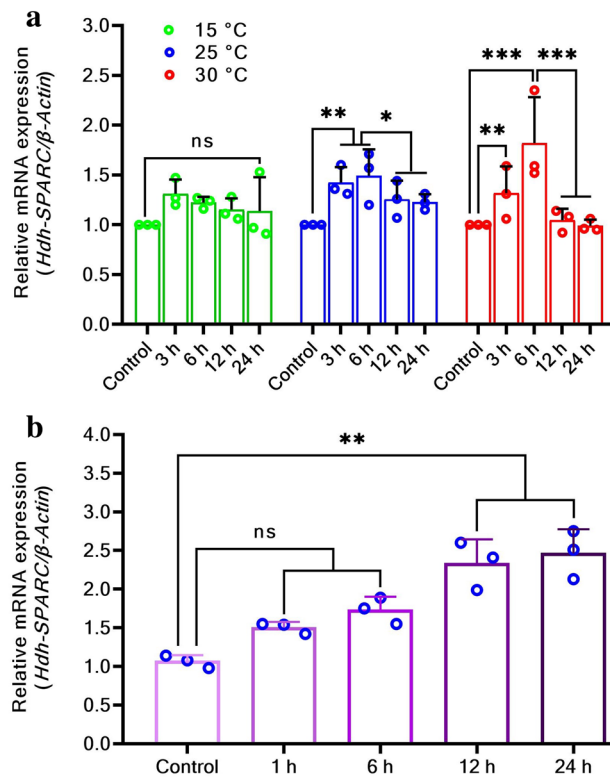 a
15 °C
25 °C
30 °C
Relative mRNA expression
(Hdh-SPARC/β-Actin)
3.0
2.5
2.0
1.5
1.0
0.5
0.0
ns
** *
*** ***
**
Control 3 h 6 h 12 h 24 h Control 3 h 6 h 12 h 24 h Control 3 h 6 h 12 h 24 h
b
Relative mRNA expression
(Hdh-SPARC/β-Actin)
4.0
3.5
3.0
2.5
2.0
1.5
1.0
0.5
0.0
**
ns
Control 1 h 6 h 12 h 24 h